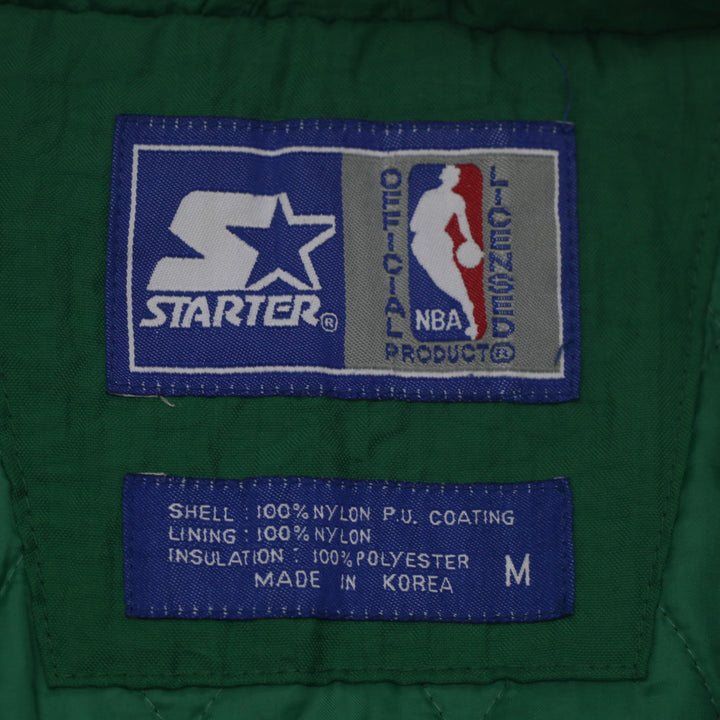 STARTER®
OFFICIAL
LICENSED
NBA
PRODUCT®
SHELL : 100% NYLON P.U. COATING
LINING : 100% NYLON
INSULATION : 100% POLYESTER
MADE IN KOREA
M